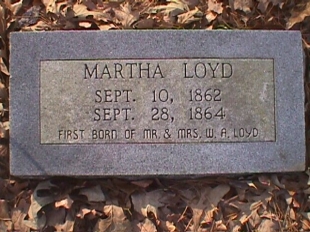 MARTHA LOYD
SEPT. 10, 1862
SEPT. 28, 1864
FIRST BORN OF MR. & MRS. W. A. LOYD